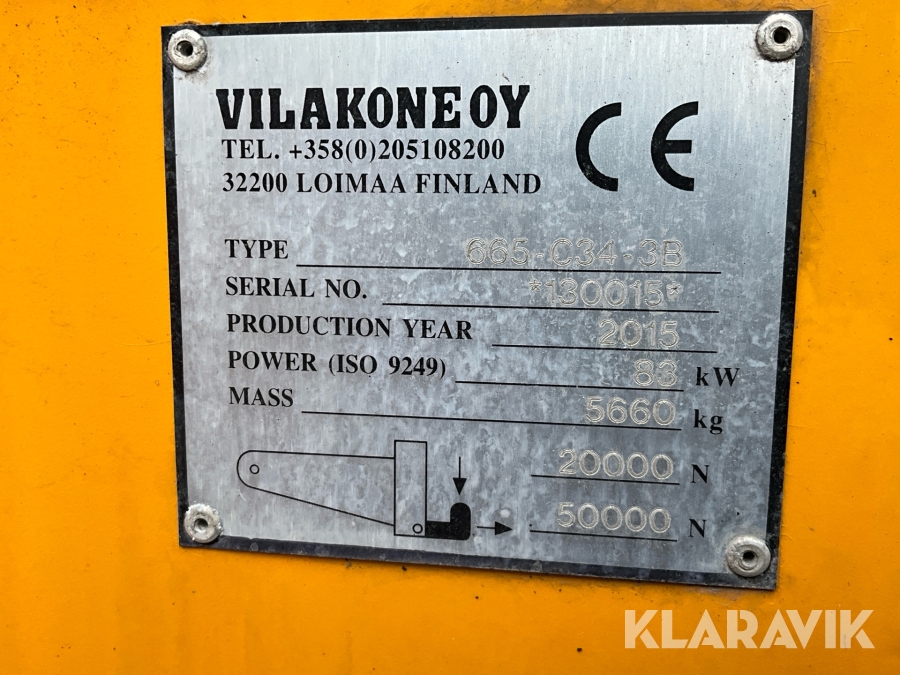 VILAKONE OY
TEL. +358(0)205108200
32200 LOIMAA FINLAND
CE
TYPE 665-C34-3B
SERIAL NO. *130015*
PRODUCTION YEAR 2015
POWER (ISO 9249) 83 kW
MASS 5660 kg
20000 N
50000 N
KLARAVIK